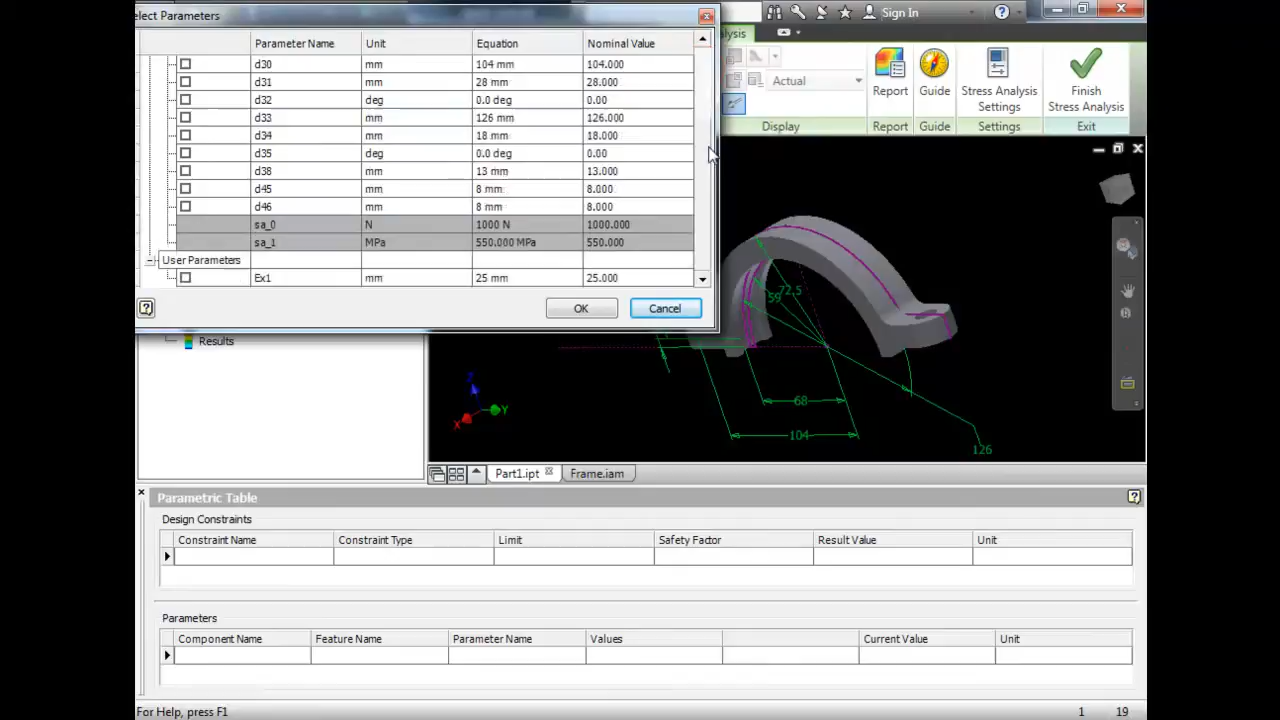 elect Parameters
Sign In
Parameter Name Unit Equation Nominal Value
d30 mm 104 mm 104.000
d31 mm 28 mm 28.000
d32 deg 0.0 deg 0.00
d33 mm 126 mm 126.000
d34 mm 18 mm 18.000
d35 deg 0.0 deg 0.00
d38 mm 13 mm 13.000
d45 mm 8 mm 8.000
d46 mm 8 mm 8.000
sa_0 N 1000 N 1000.000
sa_1 MPa 550.000 MPa 550.000
User Parameters
Ex1 mm 25 mm 25.000
OK Cancel
alysis
Actual
Report
Guide
Stress Analysis
Settings
Finish
Stress Analysis
Display Report Guide Settings Exit
Results
72,5
59
68
104
126
Z
Y
X
Part1.ipt Frame.iam
Parametric Table
Design Constraints
Constraint Name Constraint Type Limit Safety Factor Result Value Unit
Parameters
Component Name Feature Name Parameter Name Values Current Value Unit
For Help, press F1 1 19